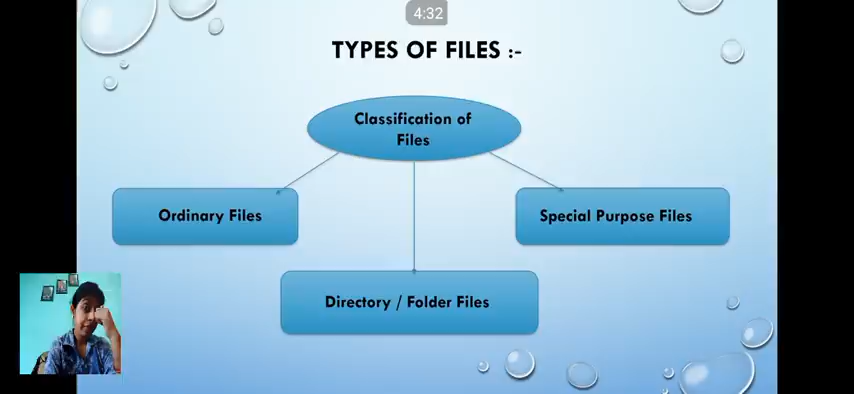 4:32
TYPES OF FILES :-
Classification of
Files
Ordinary Files
Special Purpose Files
Directory / Folder Files